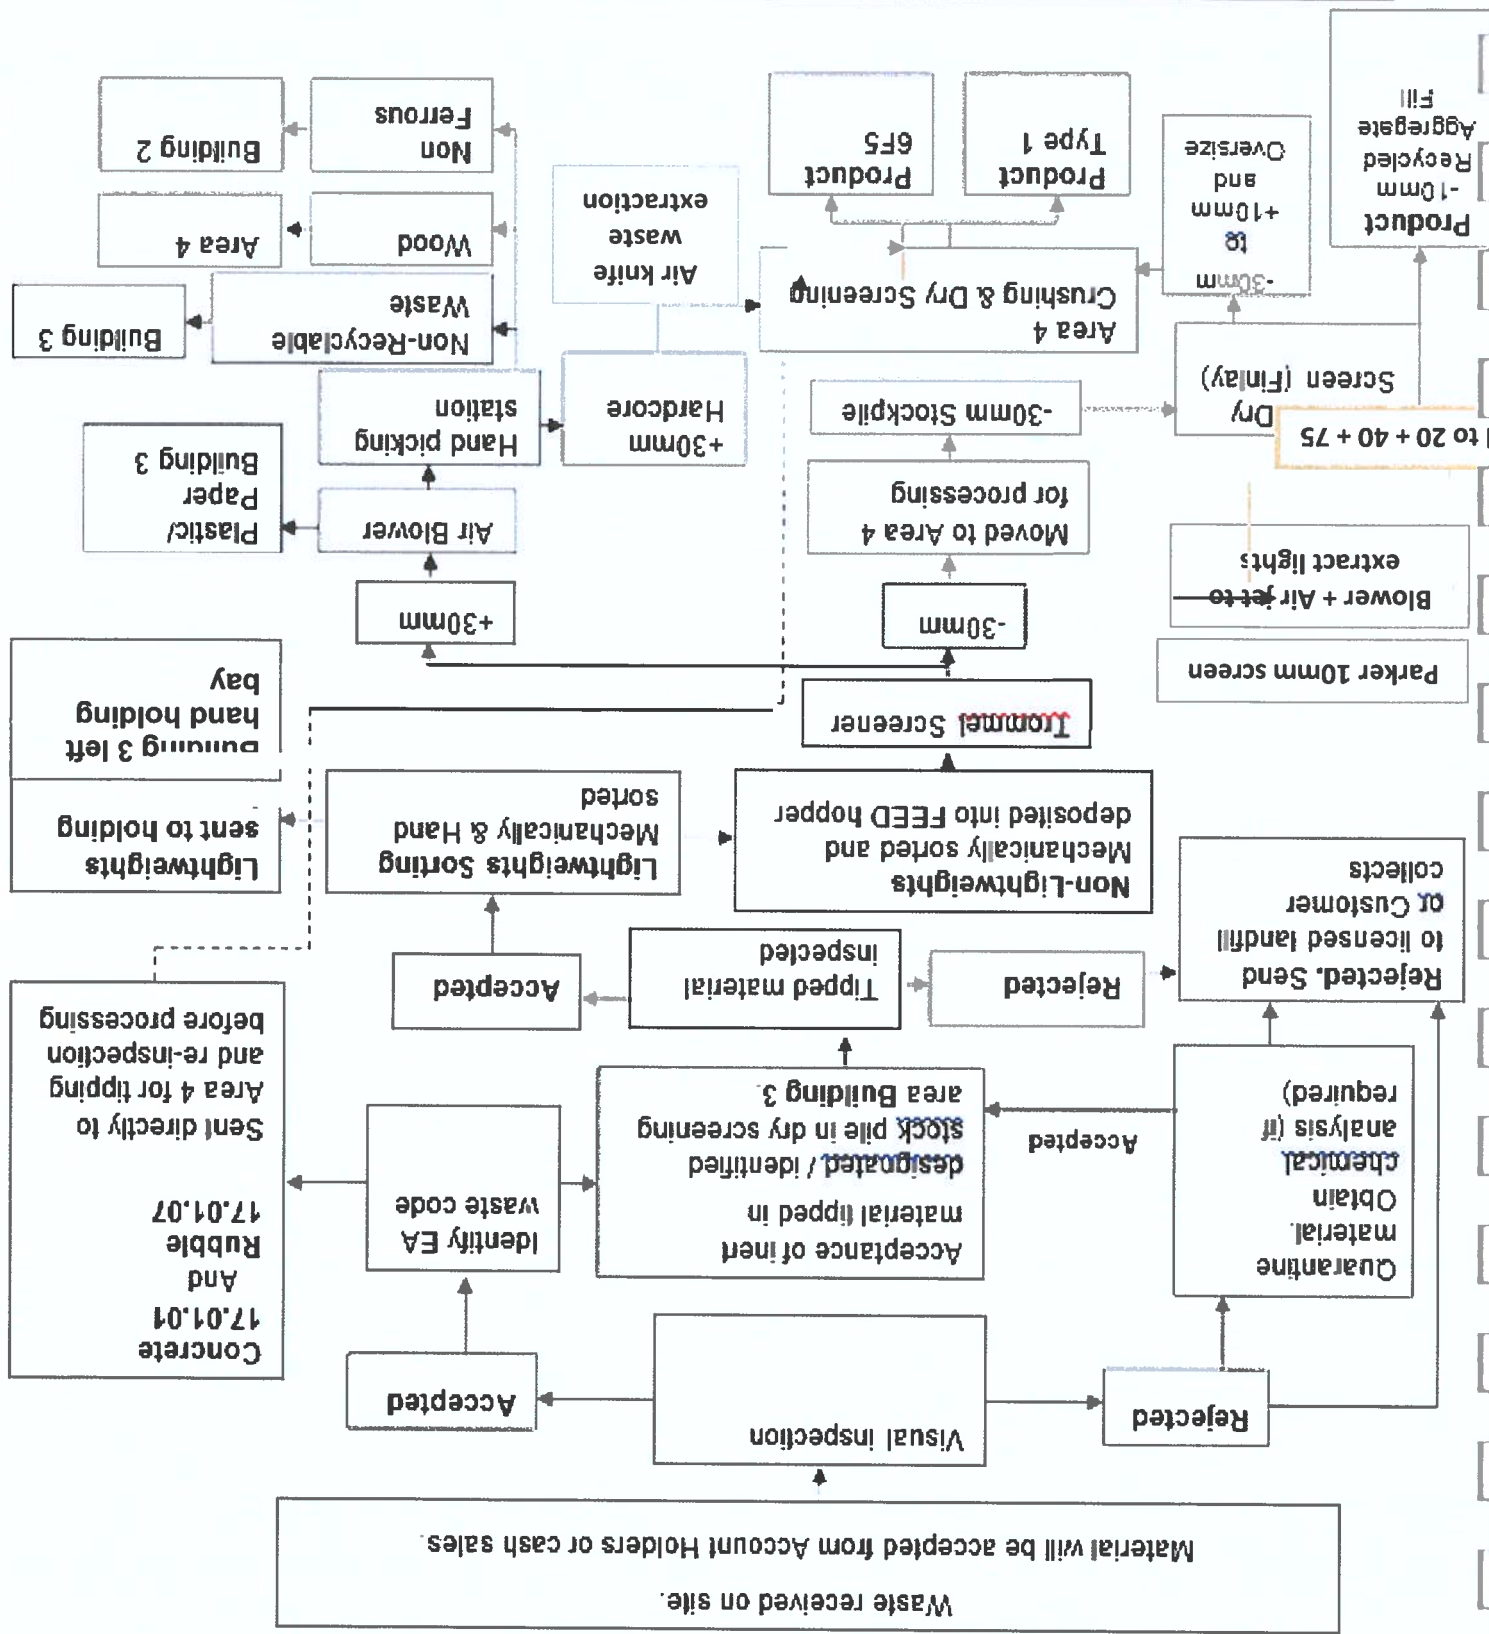 Waste received on site.
Material will be accepted from Account Holders or cash sales.
Rejected
Visual inspection
Accepted
Concrete
17.01.01
And
Rubble
17.01.07
Sent directly to
Area 4 for tipping
and re-inspection
before processing
Quarantine
material.
Obtain
chemical
analysis (if
required)
Accepted
Acceptance of inert
material tipped in
designated / identified
stock pile in dry screening
area Building 3
Identify EA
waste code
Rejected. Send
to licensed landfill
or Customer
collects
Rejected
Tipped material
inspected
Accepted
Non-Lightweights
Mechanically sorted and
deposited into FEED hopper
Lightweights Sorting
Mechanically & Hand
sorted
Lightweights
sent to holding
Building 3 left
hand holding
bay
Trommel Screener
Parker 10mm screen
Blower + Air jet to
extract lights
-30mm
+30mm
Moved to Area 4
for processing
Air Blower
Plastic/
Paper
Building 3
to 20 + 40 + 75
Dry
Screen (Finlay)
-30mm Stockpile
+30mm
Hardcore
Hand picking
station
-30mm
to
+10mm
and
Oversize
Area 4
Crushing & Dry Screening
Air knife
waste
extraction
Non-Recyclable
Waste
Building 3
Wood
Area 4
Non
Ferrous
Building 2
Product
-10mm
Recycled
Aggregate
Fill
Product
Type 1
Product
6F5